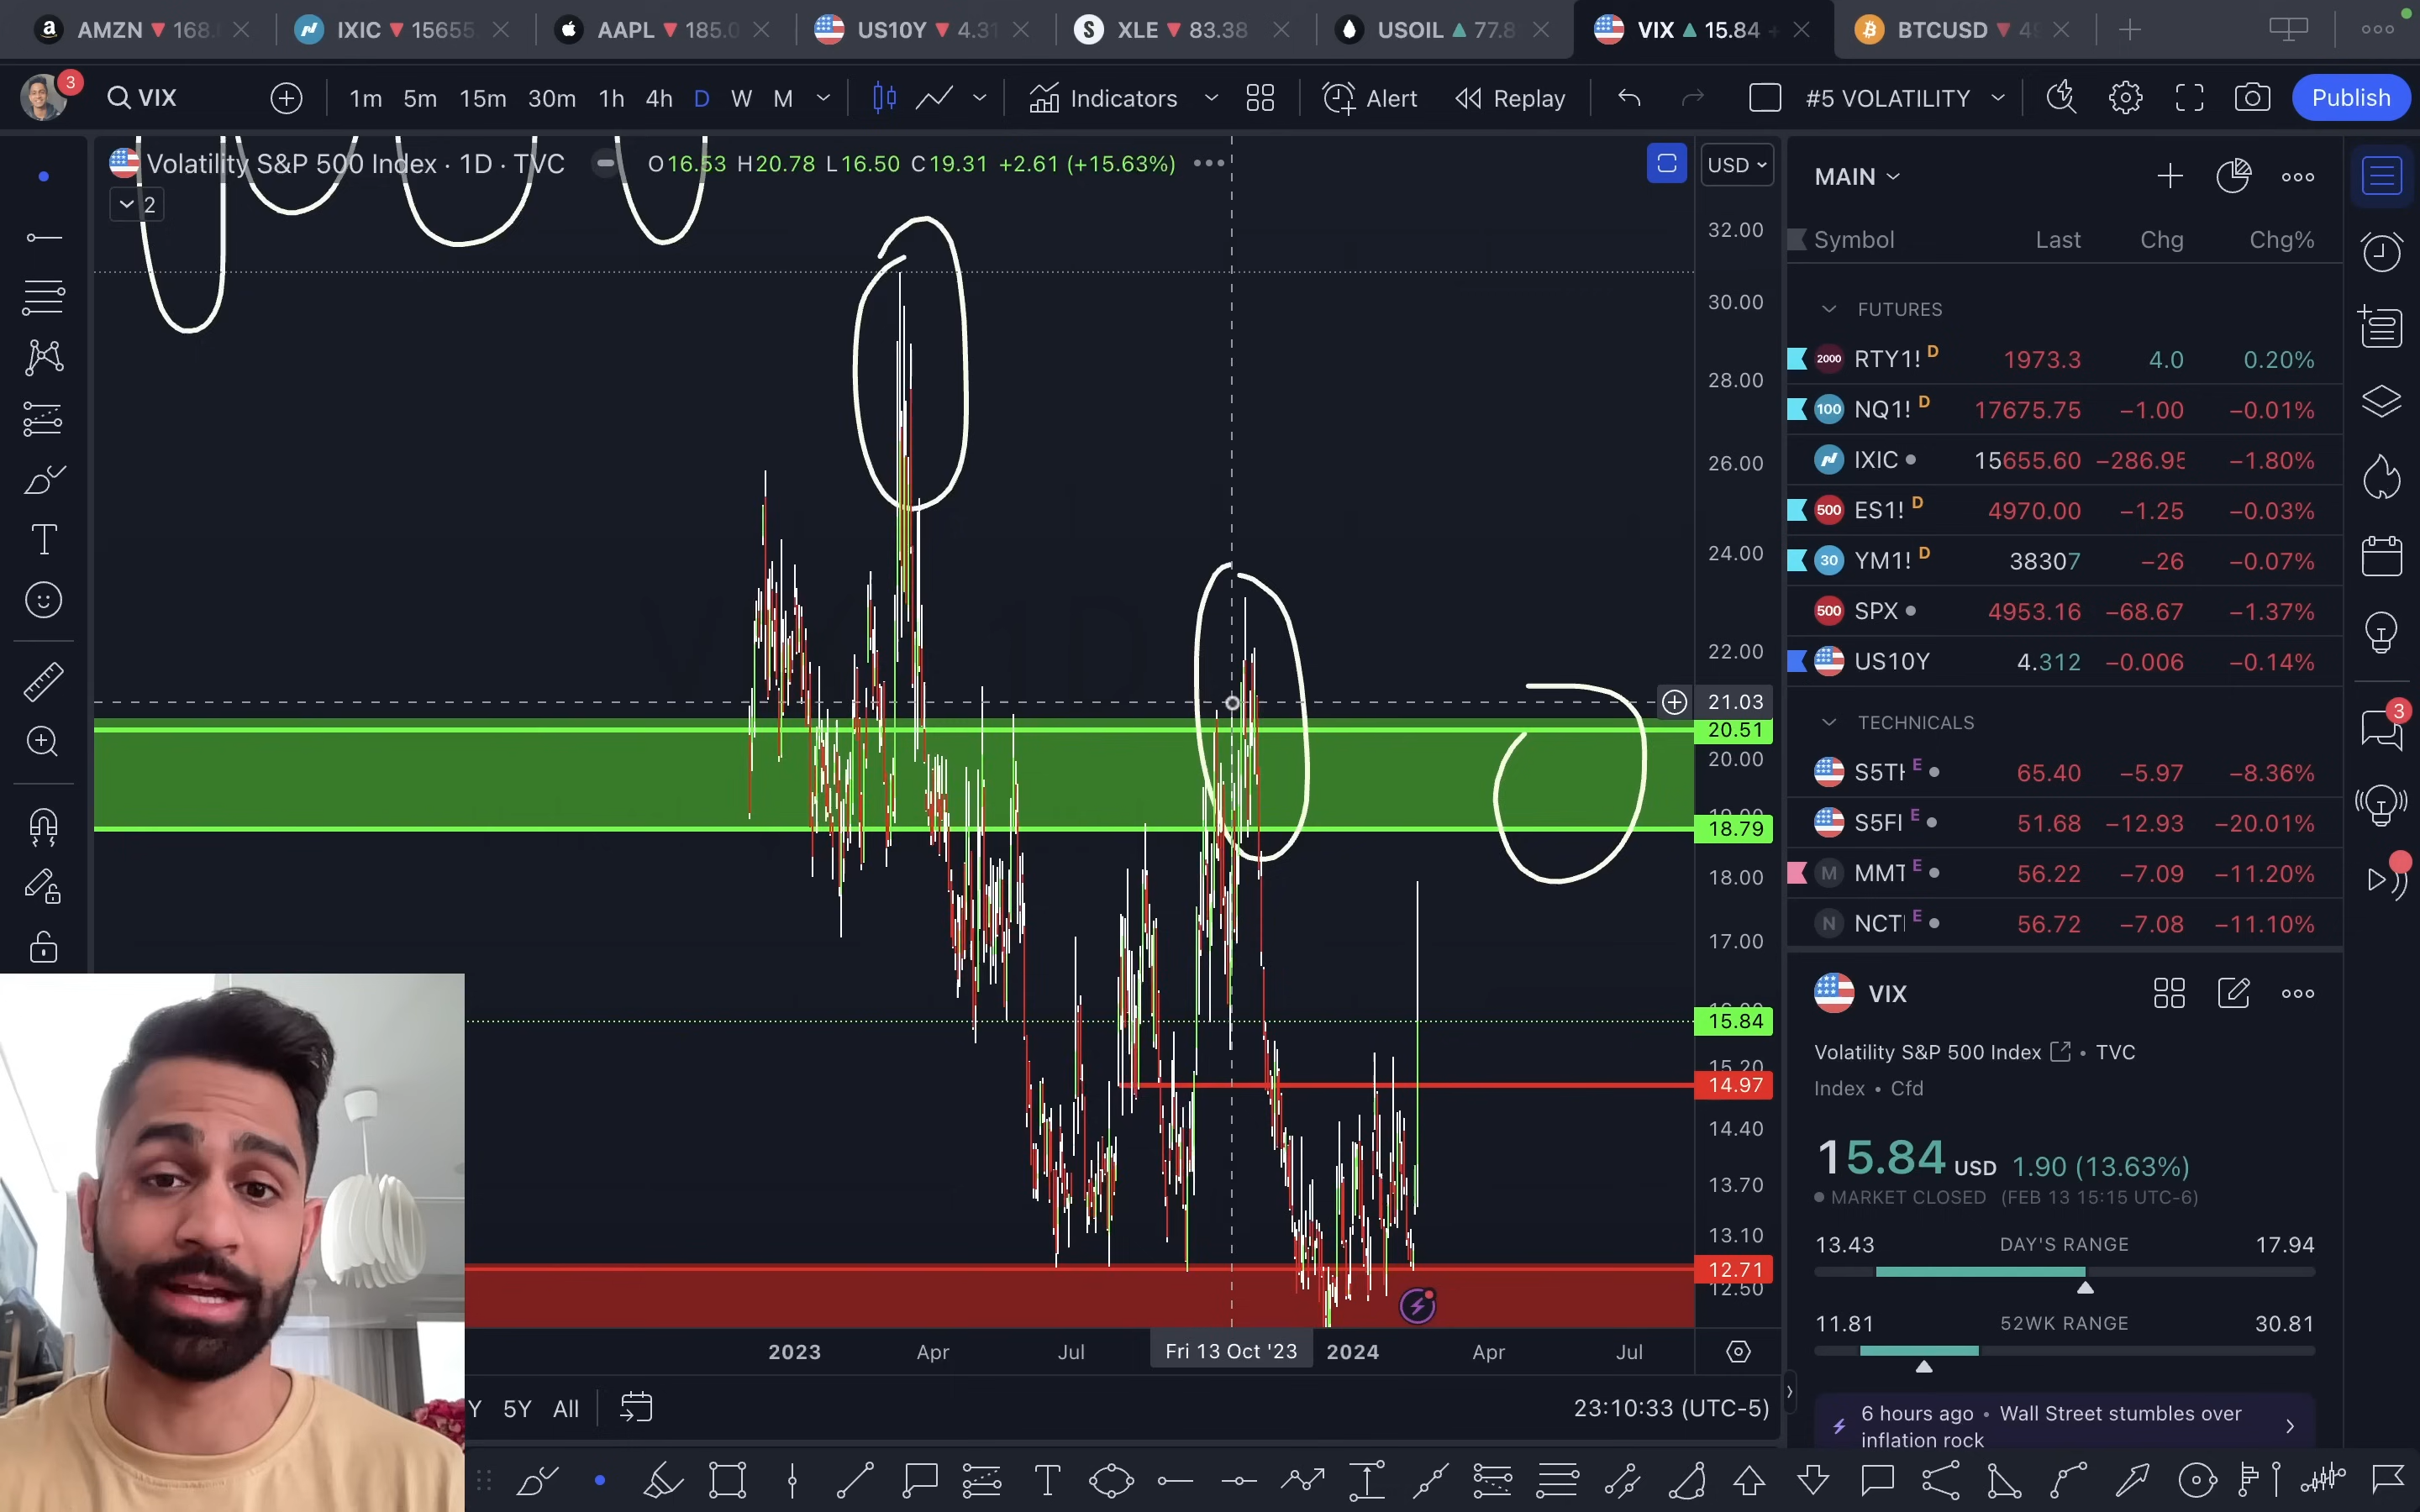 AMZN 168. IXIC 15655. AAPL 185.0 US10Y 4.31 XLE 83.38 USOIL 77.8 VIX 15.84 BTCUSD
3 VIX 1m 5m 15m 30m 1h 4h D W M Indicators Alert Replay #5 VOLATILITY Publish
Volatility S&P 500 Index · 1D · TVC O16.53 H20.78 L16.50 C19.31 +2.61 (+15.63%)
2
USD
32.00
30.00
28.00
26.00
24.00
22.00
21.03
20.51
20.00
18.79
18.00
17.00
15.84
15.20
14.97
14.40
13.70
13.10
12.71
12.50
2023 Apr Jul Fri 13 Oct '23 2024 Apr Jul
Y 5Y All 23:10:33 (UTC-5)
MAIN
Symbol Last Chg Chg%
FUTURES
2000 RTY1! D 1973.3 4.0 0.20%
100 NQ1! D 17675.75 −1.00 −0.01%
IXIC 15655.60 −286.95 −1.80%
500 ES1! D 4970.00 −1.25 −0.03%
30 YM1! D 38307 −26 −0.07%
500 SPX 4953.16 −68.67 −1.37%
US10Y 4.312 −0.006 −0.14%
TECHNICALS
S5TH E 65.40 −5.97 −8.36%
S5FI E 51.68 −12.93 −20.01%
M MMT E 56.22 −7.09 −11.20%
N NCT E 56.72 −7.08 −11.10%
3
VIX
Volatility S&P 500 Index • TVC
Index • Cfd
15.84 USD 1.90 (13.63%)
MARKET CLOSED (FEB 13 15:15 UTC-6)
13.43 DAY'S RANGE 17.94
11.81 52WK RANGE 30.81
6 hours ago • Wall Street stumbles over
inflation rock